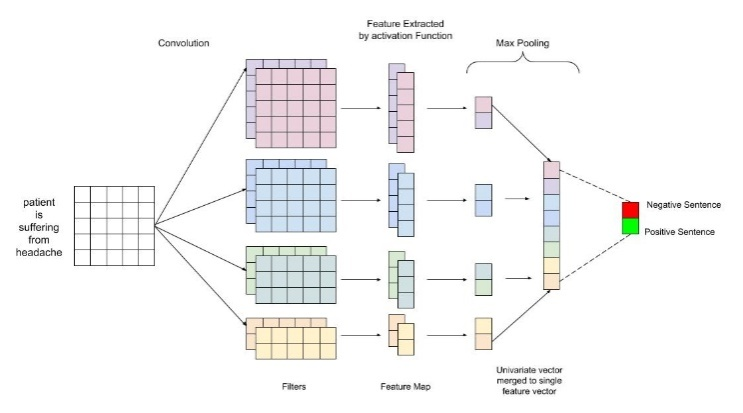 Feature Extracted
by activation Function
Convolution
Max Pooling
patient
is
suffering
from
headache
Negative Sentence
Positive Sentence
Filters
Feature Map
Univariate vector
merged to single
feature vector